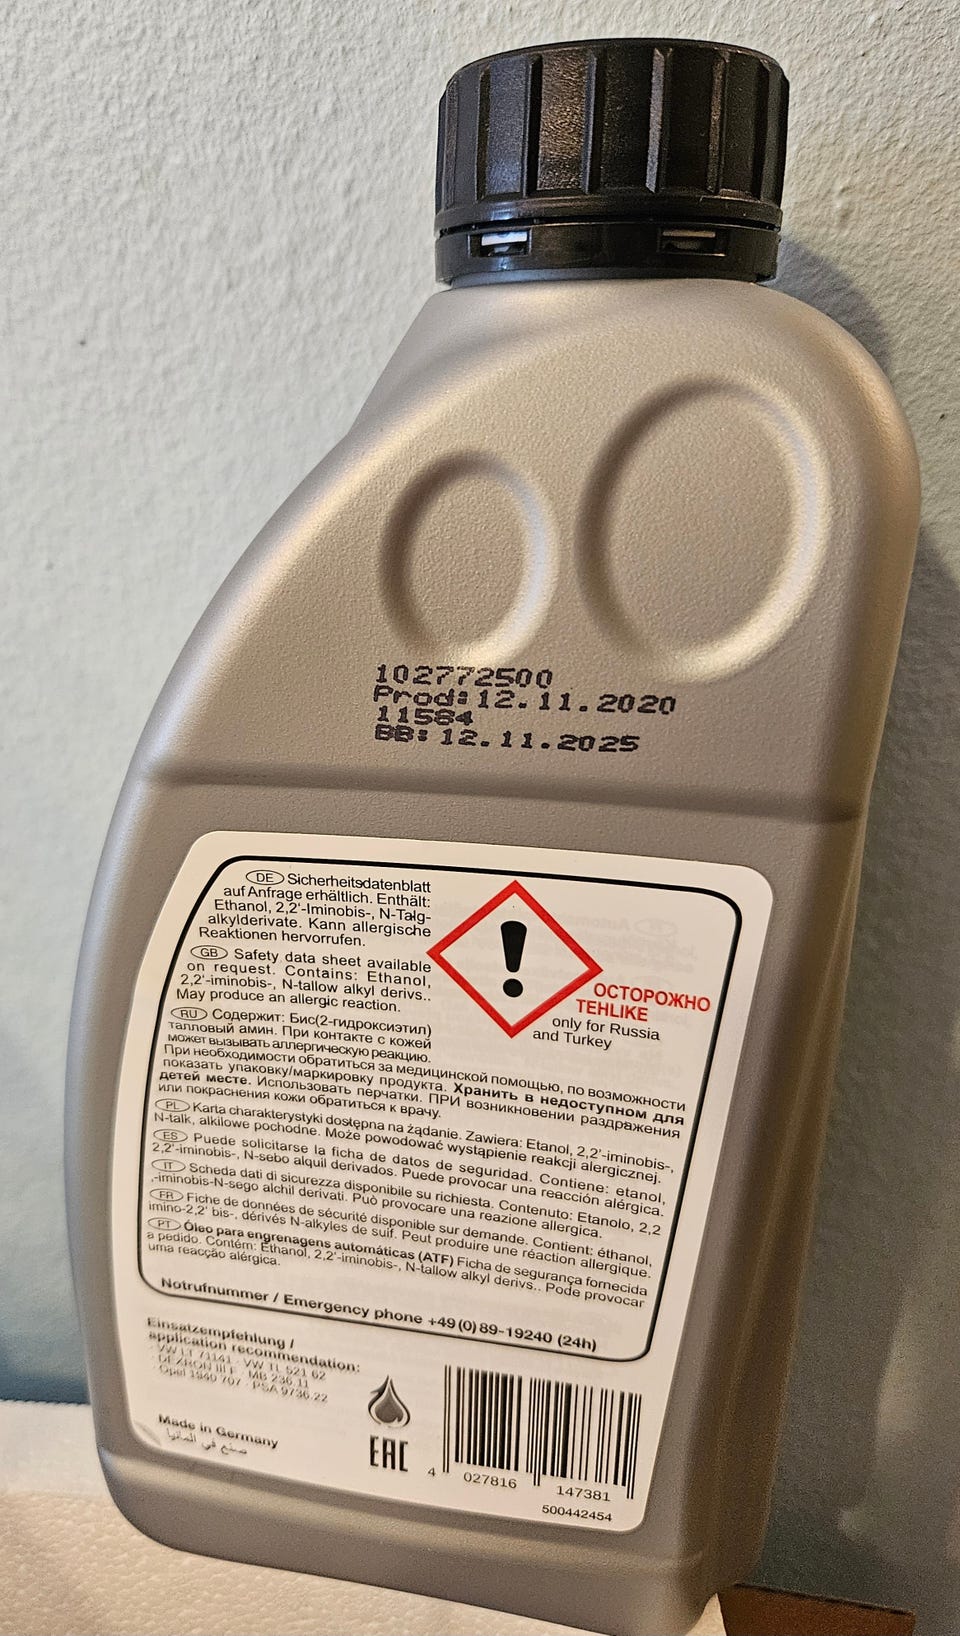 102772500
Prod:12.11.2020
11584
BB: 12.11.2025
DE Sicherheitsdatenblatt
auf Anfrage erhältlich. Enthält:
Ethanol, 2,2'-Iminobis-, N-Talg-
alkylderivate. Kann allergische
Reaktionen hervorrufen.
GB Safety data sheet available
on request. Contains: Ethanol,
2,2'-iminobis-, N-tallow alkyl derivs..
May produce an allergic reaction.
ОСТОРОЖНО
TEHLIKE
only for Russia
and Turkey
RU Содержит: Бис(2-гидроксиэтил)
талловый амин. При контакте с кожей
может вызывать аллергическую реакцию.
При необходимости обратиться за медицинской помощью, по возможности
показать упаковку/маркировку продукта. Хранить в недоступном для
детей месте. Использовать перчатки. ПРИ возникновении раздражения
или покраснения кожи обратиться к врачу.
PL Karta charakterystyki dostępna na żądanie. Zawiera: Etanol, 2,2'-iminobis-,
N-talk, alkilowe pochodne. Może powodować wystąpienie reakcji alergicznej.
ES Puede solicitarse la ficha de datos de seguridad. Contiene: etanol,
2,2'-iminobis-, N-sebo alquil derivados. Puede provocar una reacción alérgica.
IT Scheda dati di sicurezza disponibile su richiesta. Contenuto: Etanolo, 2,2
,-iminobis-N-sego alchil derivati. Può provocare una reazione allergica.
FR Fiche de données de sécurité disponible sur demande. Contient: éthanol,
imino-2,2' bis-, dérivés N-alkyles de suif. Peut produire une réaction allergique.
PT Óleo para engrenagens automáticas (ATF) Ficha de segurança fornecida
a pedido. Contém: Ethanol, 2,2'-iminobis-, N-tallow alkyl derivs.. Pode provocar
uma reacção alérgica.
Notrufnummer / Emergency phone +49(0)89-19240 (24h)
Einsatzempfehlung /
application recommendation:
· VW LT 71141 · VW TL 521 62
· DEXRON III F · MB 236.11
· Opel 1940 707 · PSA 9736.22
Made in Germany
صنع في المانيا
EAC
4 027816 147381
500442454